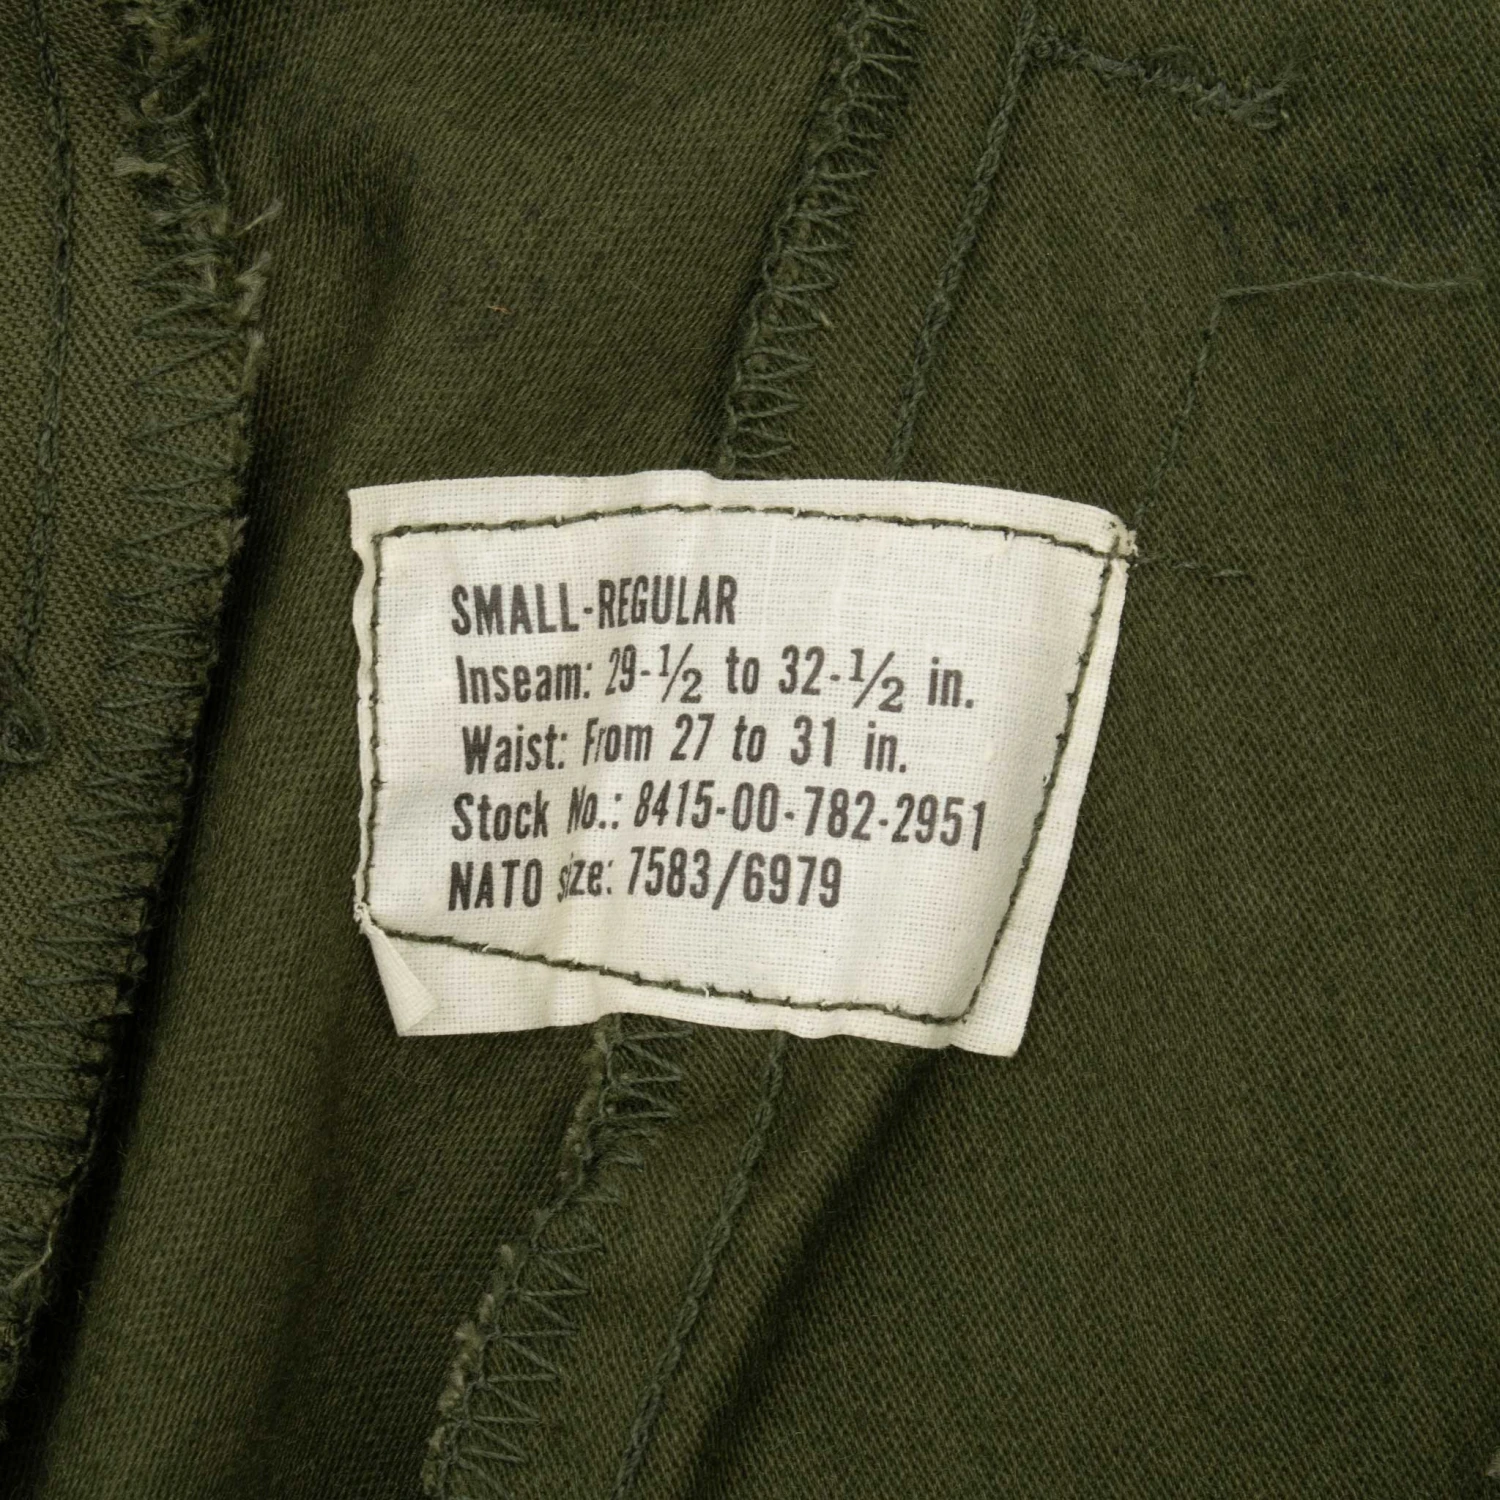 SMALL-REGULAR
Inseam: 29-1/2 to 32-1/2 in.
Waist: From 27 to 31 in.
Stock No.: 8415-00-782-2951
NATO size: 7583/6979